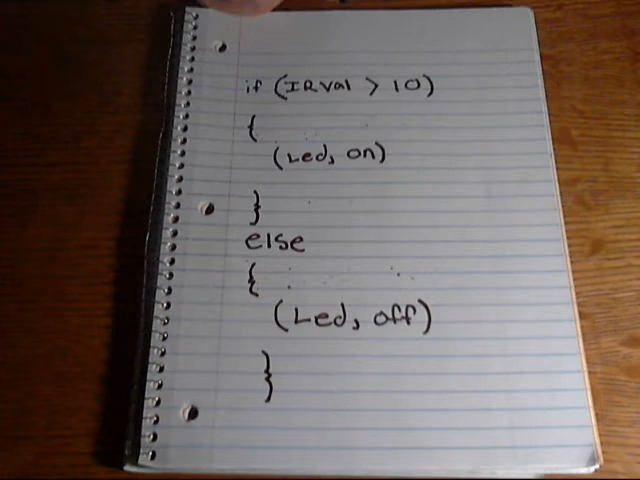 if (IRVal > 10)
{
(Led, on)
}
else
{
(Led, off)
}